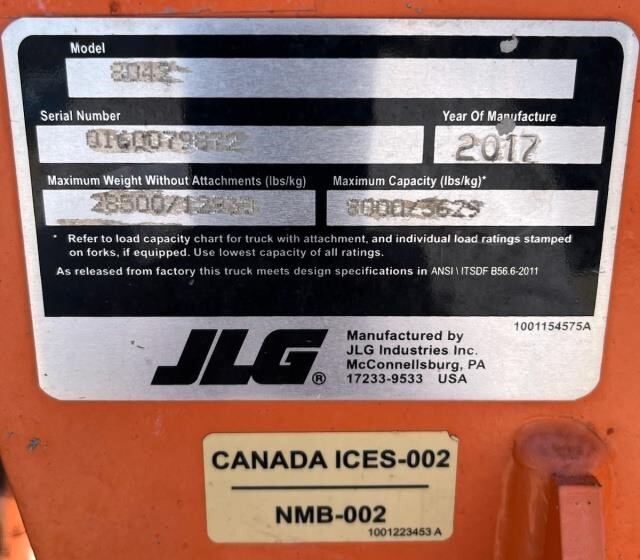 Model
8042
Serial Number
Year Of Manufacture
2017
Maximum Weight Without Attachments (lbs/kg)
Maximum Capacity (lbs/kg)*
8000/3629
* Refer to load capacity chart for truck with attachment, and individual load ratings stamped
on forks, if equipped. Use lowest capacity of all ratings.
As released from factory this truck meets design specifications in ANSI \ ITSDF B56.6-2011
1001154575A
JLG®
Manufactured by
JLG Industries Inc.
McConnellsburg, PA
17233-9533 USA
CANADA ICES-002
NMB-002
1001223453 A